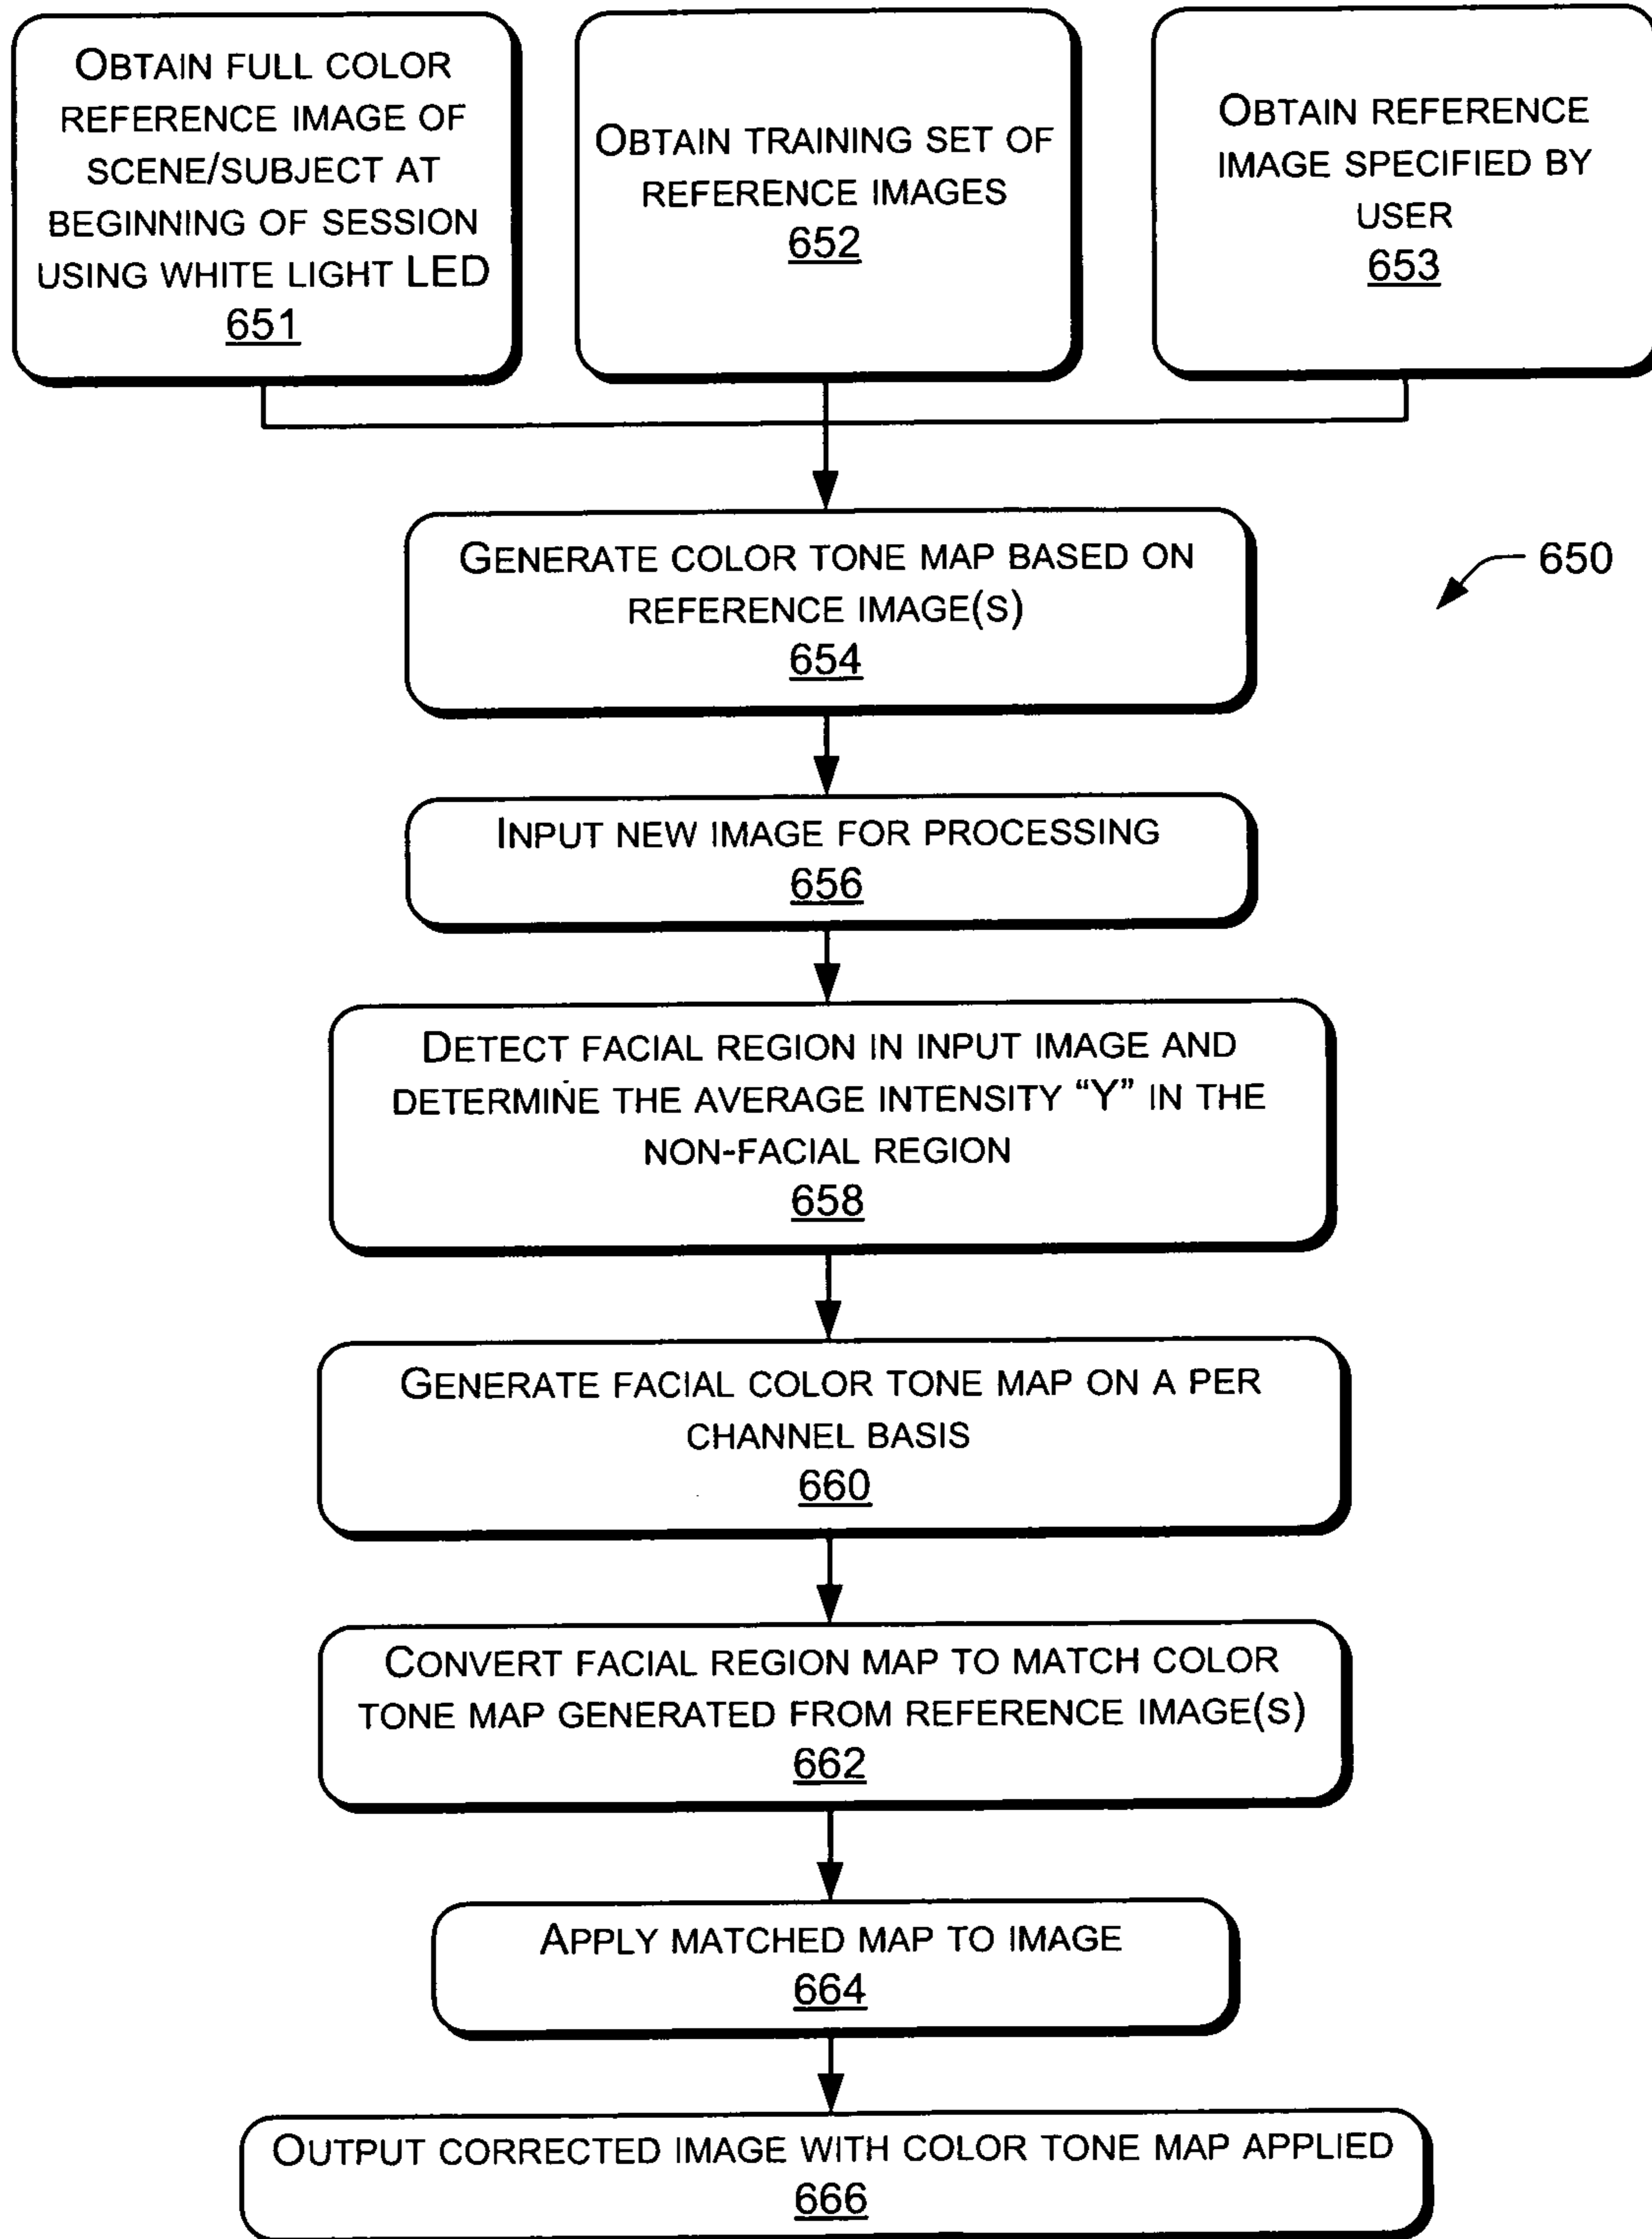 OBTAIN FULL COLOR
REFERENCE IMAGE OF
SCENE/SUBJECT AT
BEGINNING OF SESSION
USING WHITE LIGHT LED
651
OBTAIN TRAINING SET OF
REFERENCE IMAGES
652
OBTAIN REFERENCE
IMAGE SPECIFIED BY
USER
653
GENERATE COLOR TONE MAP BASED ON
REFERENCE IMAGE(S)
654
650
INPUT NEW IMAGE FOR PROCESSING
656
DETECT FACIAL REGION IN INPUT IMAGE AND
DETERMINE THE AVERAGE INTENSITY “Y” IN THE
NON-FACIAL REGION
658
GENERATE FACIAL COLOR TONE MAP ON A PER
CHANNEL BASIS
660
CONVERT FACIAL REGION MAP TO MATCH COLOR
TONE MAP GENERATED FROM REFERENCE IMAGE(S)
662
APPLY MATCHED MAP TO IMAGE
664
OUTPUT CORRECTED IMAGE WITH COLOR TONE MAP APPLIED
666